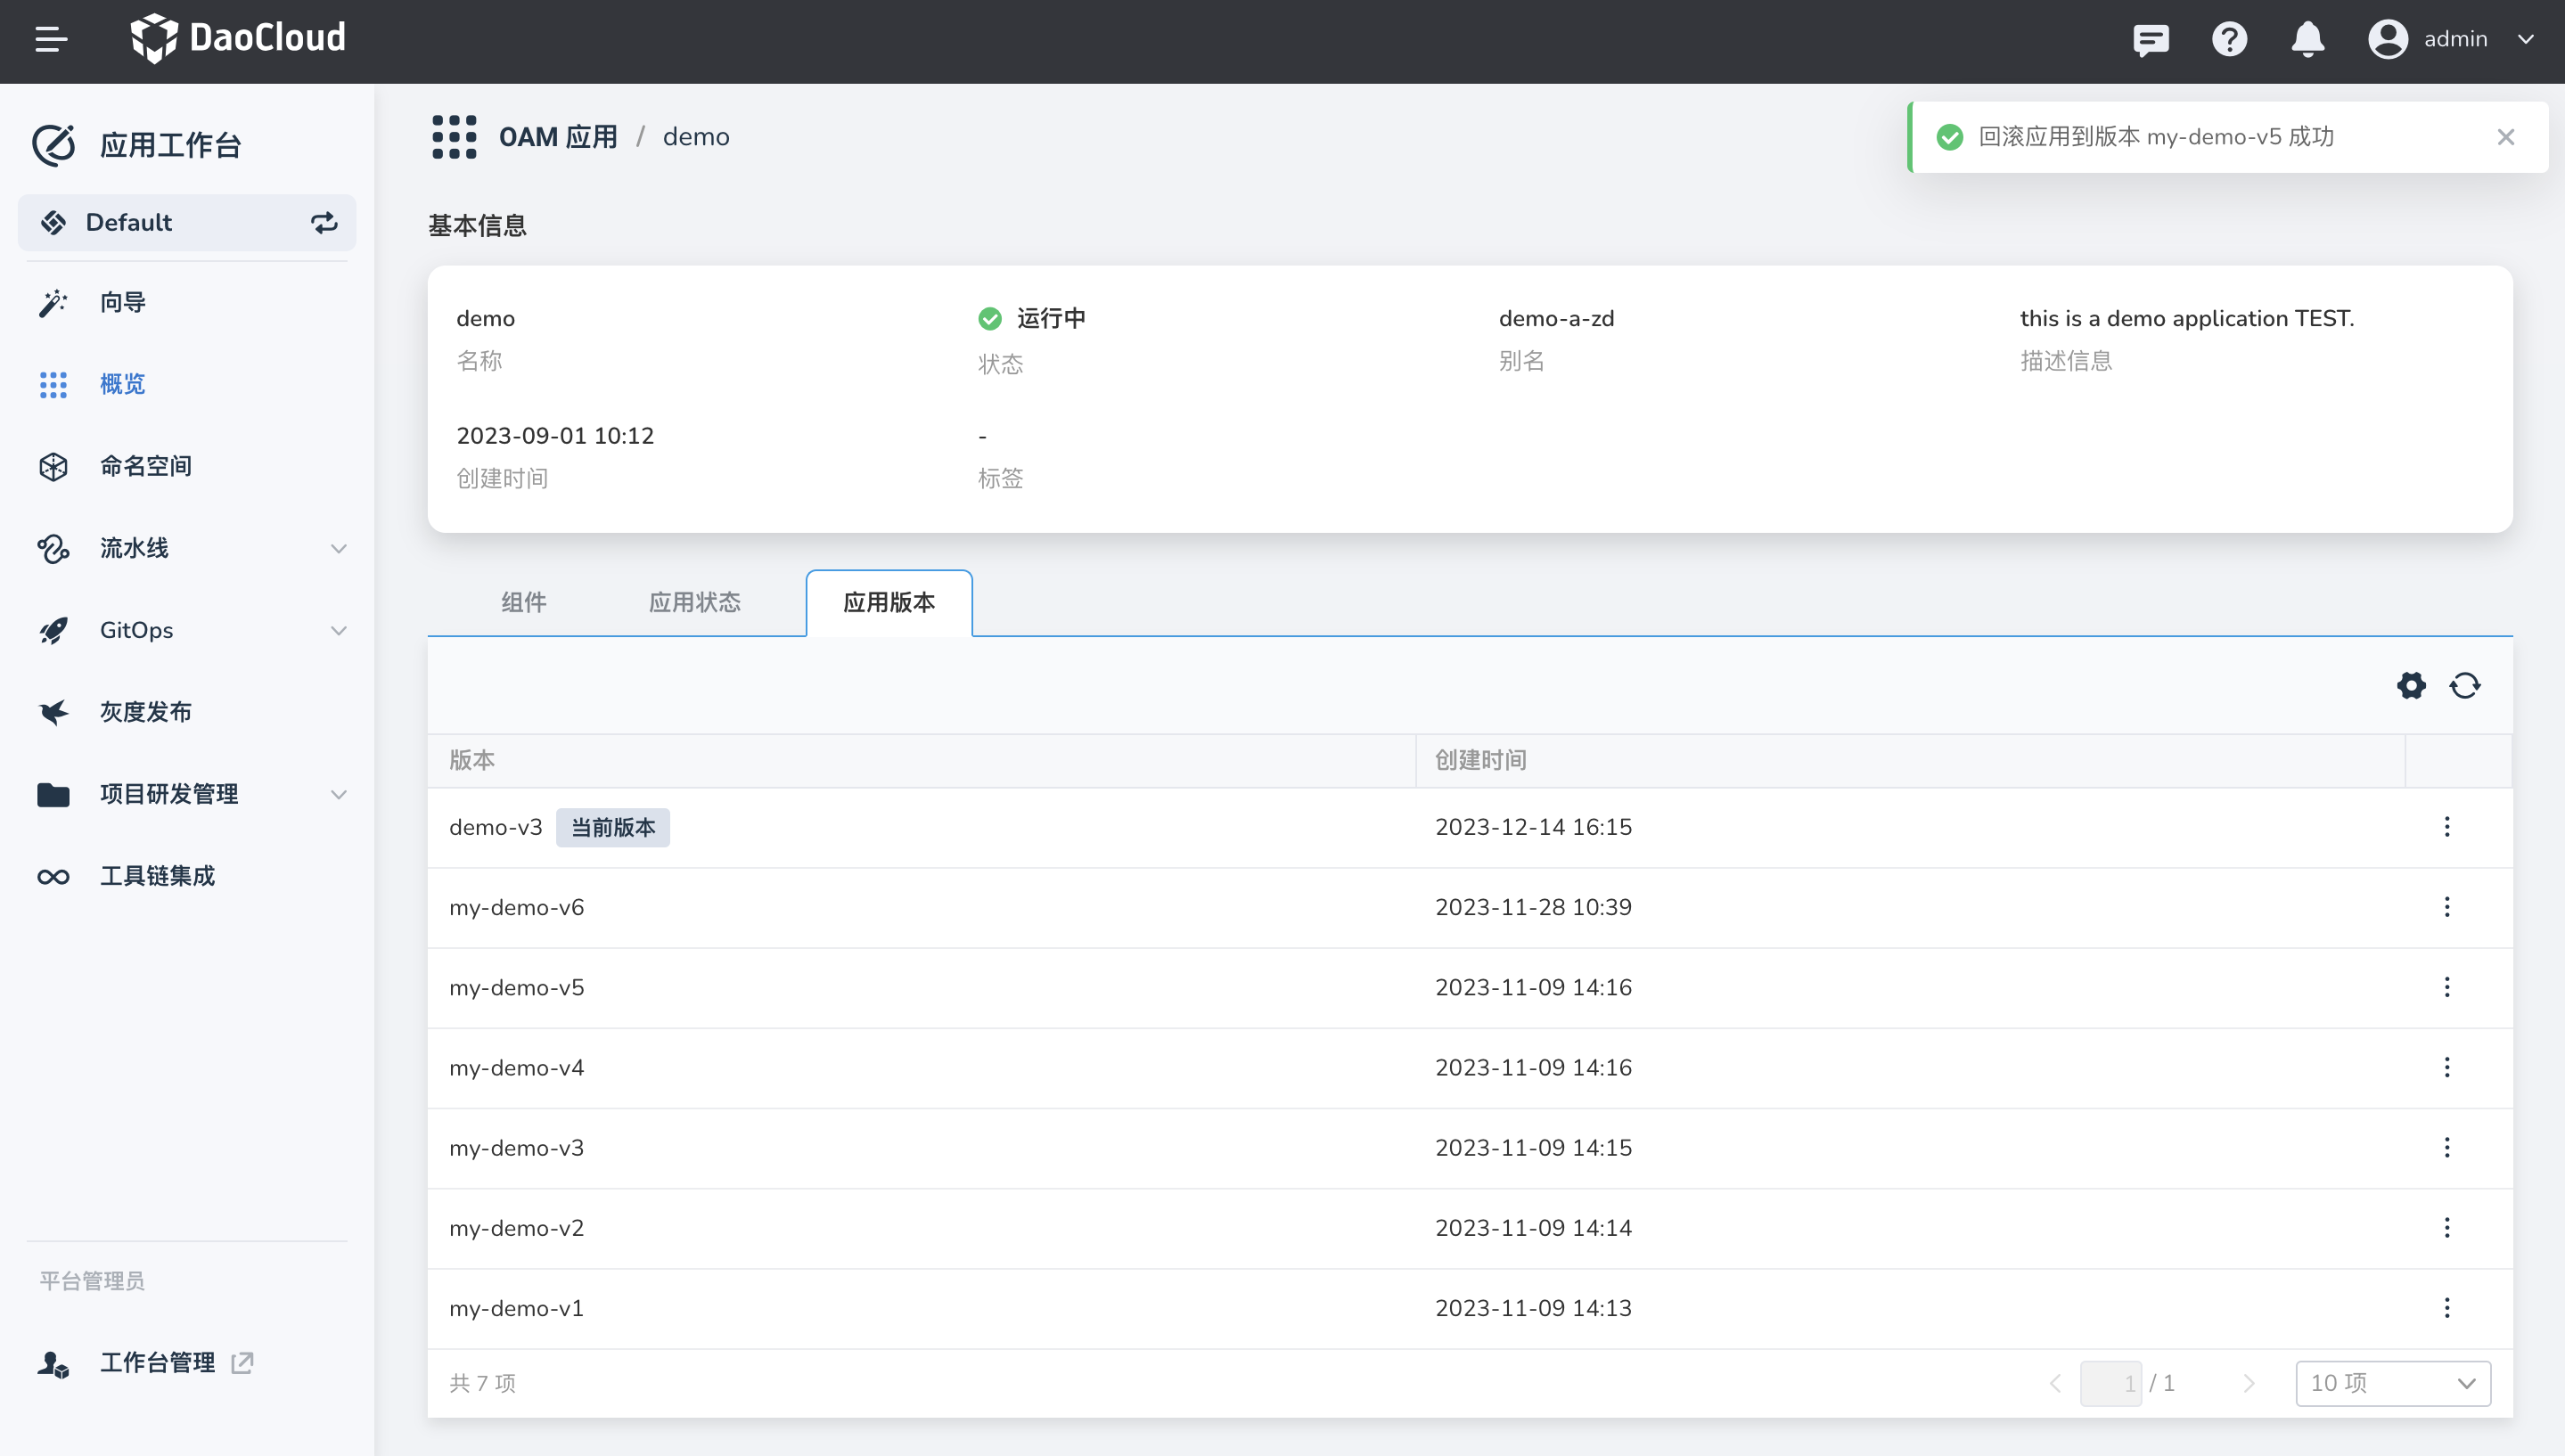 DaoCloud
admin
应用工作台
Default
向导
概览
命名空间
流水线
GitOps
灰度发布
项目研发管理
工具链集成
平台管理员
工作台管理
OAM 应用 / demo
回滚应用到版本 my-demo-v5 成功
基本信息
demo
名称
运行中
状态
demo-a-zd
别名
this is a demo application TEST.
描述信息
2023-09-01 10:12
创建时间
-
标签
组件 应用状态 应用版本
版本 创建时间
demo-v3 当前版本 2023-12-14 16:15
my-demo-v6 2023-11-28 10:39
my-demo-v5 2023-11-09 14:16
my-demo-v4 2023-11-09 14:16
my-demo-v3 2023-11-09 14:15
my-demo-v2 2023-11-09 14:14
my-demo-v1 2023-11-09 14:13
共 7 项 1 / 1 10 项